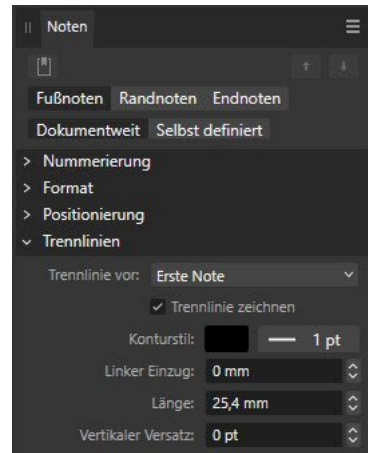 Noten
Fußnoten Randnoten Endnoten
Dokumentweit Selbst definiert
> Nummerierung
> Format
> Positionierung
Trennlinien
Trennlinie vor: Erste Note
Trennlinie zeichnen
Konturstil: 1 pt
Linker Einzug: 0 mm
Länge: 25,4 mm
Vertikaler Versatz: 0 pt